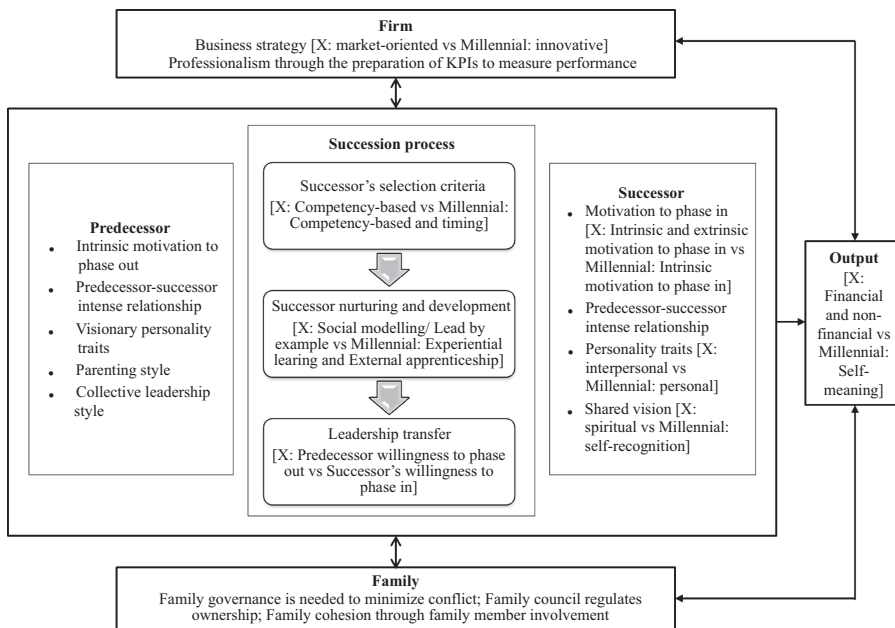 Firm
Business strategy [X: market-oriented vs Millennial: innovative]
Professionalism through the preparation of KPIs to measure performance
Predecessor
• Intrinsic motivation to
phase out
• Predecessor-successor
intense relationship
• Visionary personality
traits
• Parenting style
• Collective leadership
style
Succession process
Successor’s selection criteria
[X: Competency-based vs Millennial:
Competency-based and timing]
Successor nurturing and development
[X: Social modelling/ Lead by
example vs Millennial: Experiential
learing and External apprenticeship]
Leadership transfer
[X: Predecessor willingness to phase
out vs Successor’s willingness to
phase in]
Successor
• Motivation to phase in
[X: Intrinsic and extrinsic
motivation to phase in vs
Millennial: Intrinsic
motivation to phase in]
• Predecessor-successor
intense relationship
• Personality traits [X:
interpersonal vs
Millennial: personal]
• Shared vision [X:
spiritual vs Millennial:
self-recognition]
Output
[X:
Financial
and non-
financial vs
Millennial:
Self-
meaning]
Family
Family governance is needed to minimize conflict; Family council regulates
ownership; Family cohesion through family member involvement